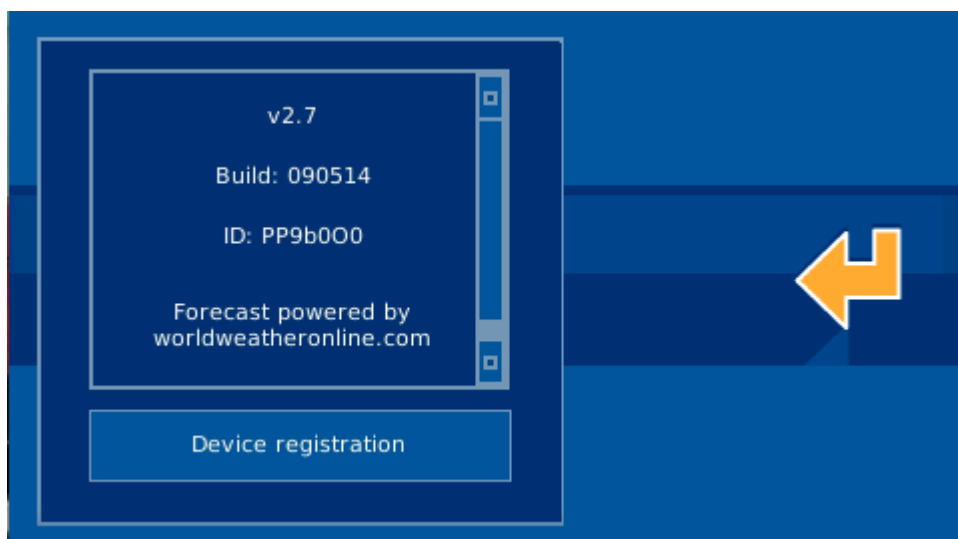 v2.7
Build: 090514
ID: PP9b0O0
Forecast powered by
worldweatheronline.com
Device registration